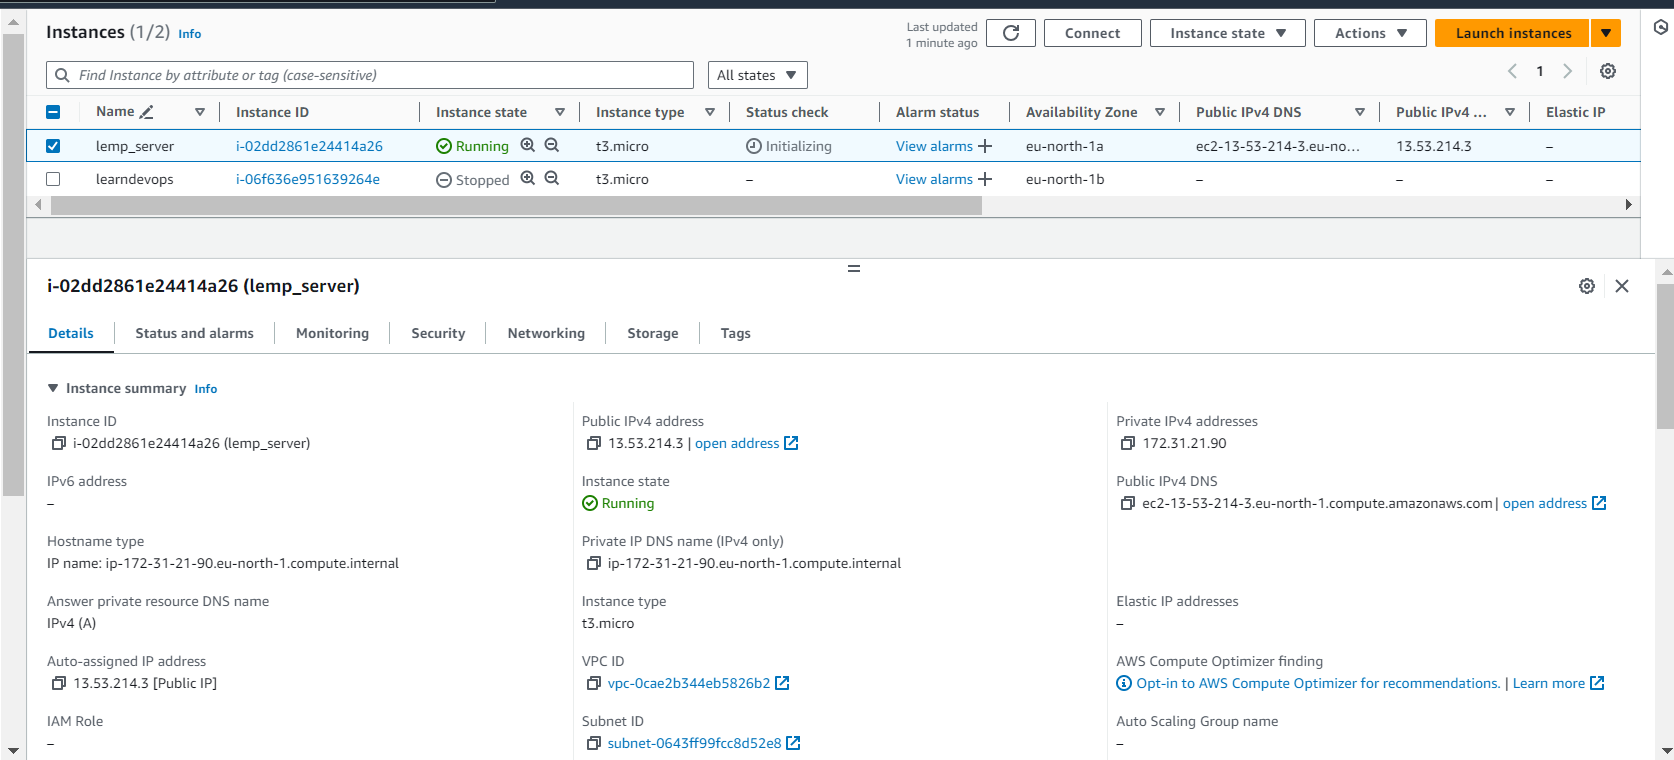 Instances (1/2) Info
Last updated
1 minute ago
Connect
Instance state
Actions
Launch instances
Find Instance by attribute or tag (case-sensitive)
All states
1
Name Instance ID Instance state Instance type Status check Alarm status Availability Zone Public IPv4 DNS Public IPv4 ... Elastic IP
lemp_server i-02dd2861e24414a26 Running t3.micro Initializing View alarms eu-north-1a ec2-13-53-214-3.eu-no... 13.53.214.3 –
learndevops i-06f636e951639264e Stopped t3.micro – View alarms eu-north-1b – – –
i-02dd2861e24414a26 (lemp_server)
Details Status and alarms Monitoring Security Networking Storage Tags
Instance summary Info
Instance ID Public IPv4 address Private IPv4 addresses
i-02dd2861e24414a26 (lemp_server) 13.53.214.3 | open address 172.31.21.90
IPv6 address Instance state Public IPv4 DNS
– Running ec2-13-53-214-3.eu-north-1.compute.amazonaws.com | open address
Hostname type Private IP DNS name (IPv4 only)
IP name: ip-172-31-21-90.eu-north-1.compute.internal ip-172-31-21-90.eu-north-1.compute.internal
Answer private resource DNS name Instance type Elastic IP addresses
IPv4 (A) t3.micro –
Auto-assigned IP address VPC ID AWS Compute Optimizer finding
13.53.214.3 [Public IP] vpc-0cae2b344eb5826b2 Opt-in to AWS Compute Optimizer for recommendations. | Learn more
IAM Role Subnet ID Auto Scaling Group name
– subnet-0643ff99fcc8d52e8 –